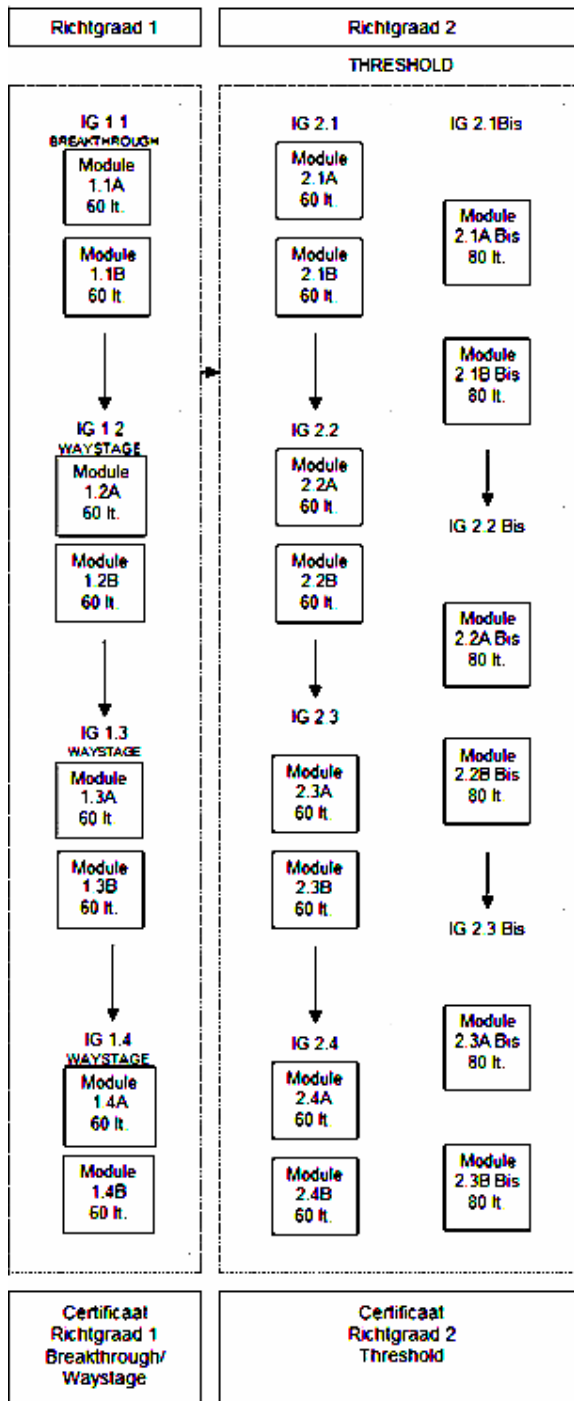 Richtgraad 1
Richtgraad 2
THRESHOLD
IG 1 1
BREAKTHROUGH
Module
1.1A
60 lt.
Module
1.1B
60 lt
IG 1 2
WAYSTAGE
Module
1.2A
60 lt.
Module
1.2B
60 lt.
IG 1.3
WAYSTAGE
Module
1.3A
60 lt.
Module
1.3B
60 lt.
IG 1.4
WAYSTAGE
Module
1.4A
60 lt.
Module
1.4B
60 lt.
IG 2.1
Module
2.1A
60 lt.
Module
2.1B
60 lt.
IG 2.2
Module
2.2A
60 lt.
Module
2.2B
60 lt.
IG 2 3
Module
2.3A
60 lt.
Module
2.3B
60 lt.
IG 2.4
Module
2.4A
60 lt.
Module
2.4B
60 lt.
IG 2.1Bis
Module
2.1A Bis
80 lt.
Module
2 1B Bis
80 lt.
IG 2.2 Bis
Module
2.2A Bis
80 lt.
Module
2.2B Bis
80 lt.
IG 2.3 Bis
Module
2.3A Bis
80 lt.
Module
2.3B Bis
80 lt.
Certificaat
Richtgraad 1
Breakthrough/
Waystage
Certificaat
Richtgraad 2
Threshold